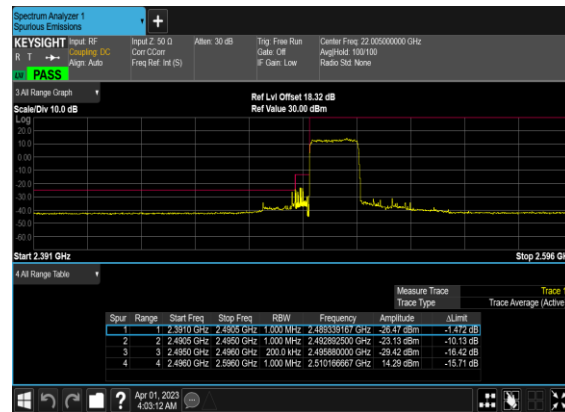 Spectrum Analyzer 1
Spurious Emissions
KEYSIGHT Input: RF Input Z: 50 Ω Atten: 30 dB Trig: Free Run Center Freq: 22.005000000 GHz
R T Coupling: DC Corr CCorr Gate: Off Avg|Hold: 100/100
Align: Auto Freq Ref: Int (S) IF Gain: Low Radio Std: None
PASS
3 All Range Graph
Ref Lvl Offset 18.32 dB
Scale/Div 10.0 dB Ref Value 30.00 dBm
Log
20.0
10.0
0.00
-10.0
-20.0
-30.0
-40.0
-50.0
-60.0
Start 2.391 GHz Stop 2.596 GH
4 All Range Table
Measure Trace Trace 1
Trace Type Trace Average (Active
Spur Range Start Freq Stop Freq RBW Frequency Amplitude ΔLimit
1 1 2.3910 GHz 2.4905 GHz 1.000 MHz 2.489339167 GHz -26.47 dBm -1.472 dB
2 2 2.4905 GHz 2.4950 GHz 1.000 MHz 2.492892500 GHz -23.13 dBm -10.13 dB
3 3 2.4950 GHz 2.4960 GHz 200.0 kHz 2.495880000 GHz -29.42 dBm -16.42 dB
4 4 2.4960 GHz 2.5960 GHz 1.000 MHz 2.510166667 GHz 14.29 dBm -15.71 dB
? Apr 01, 2023
4:03:12 AM